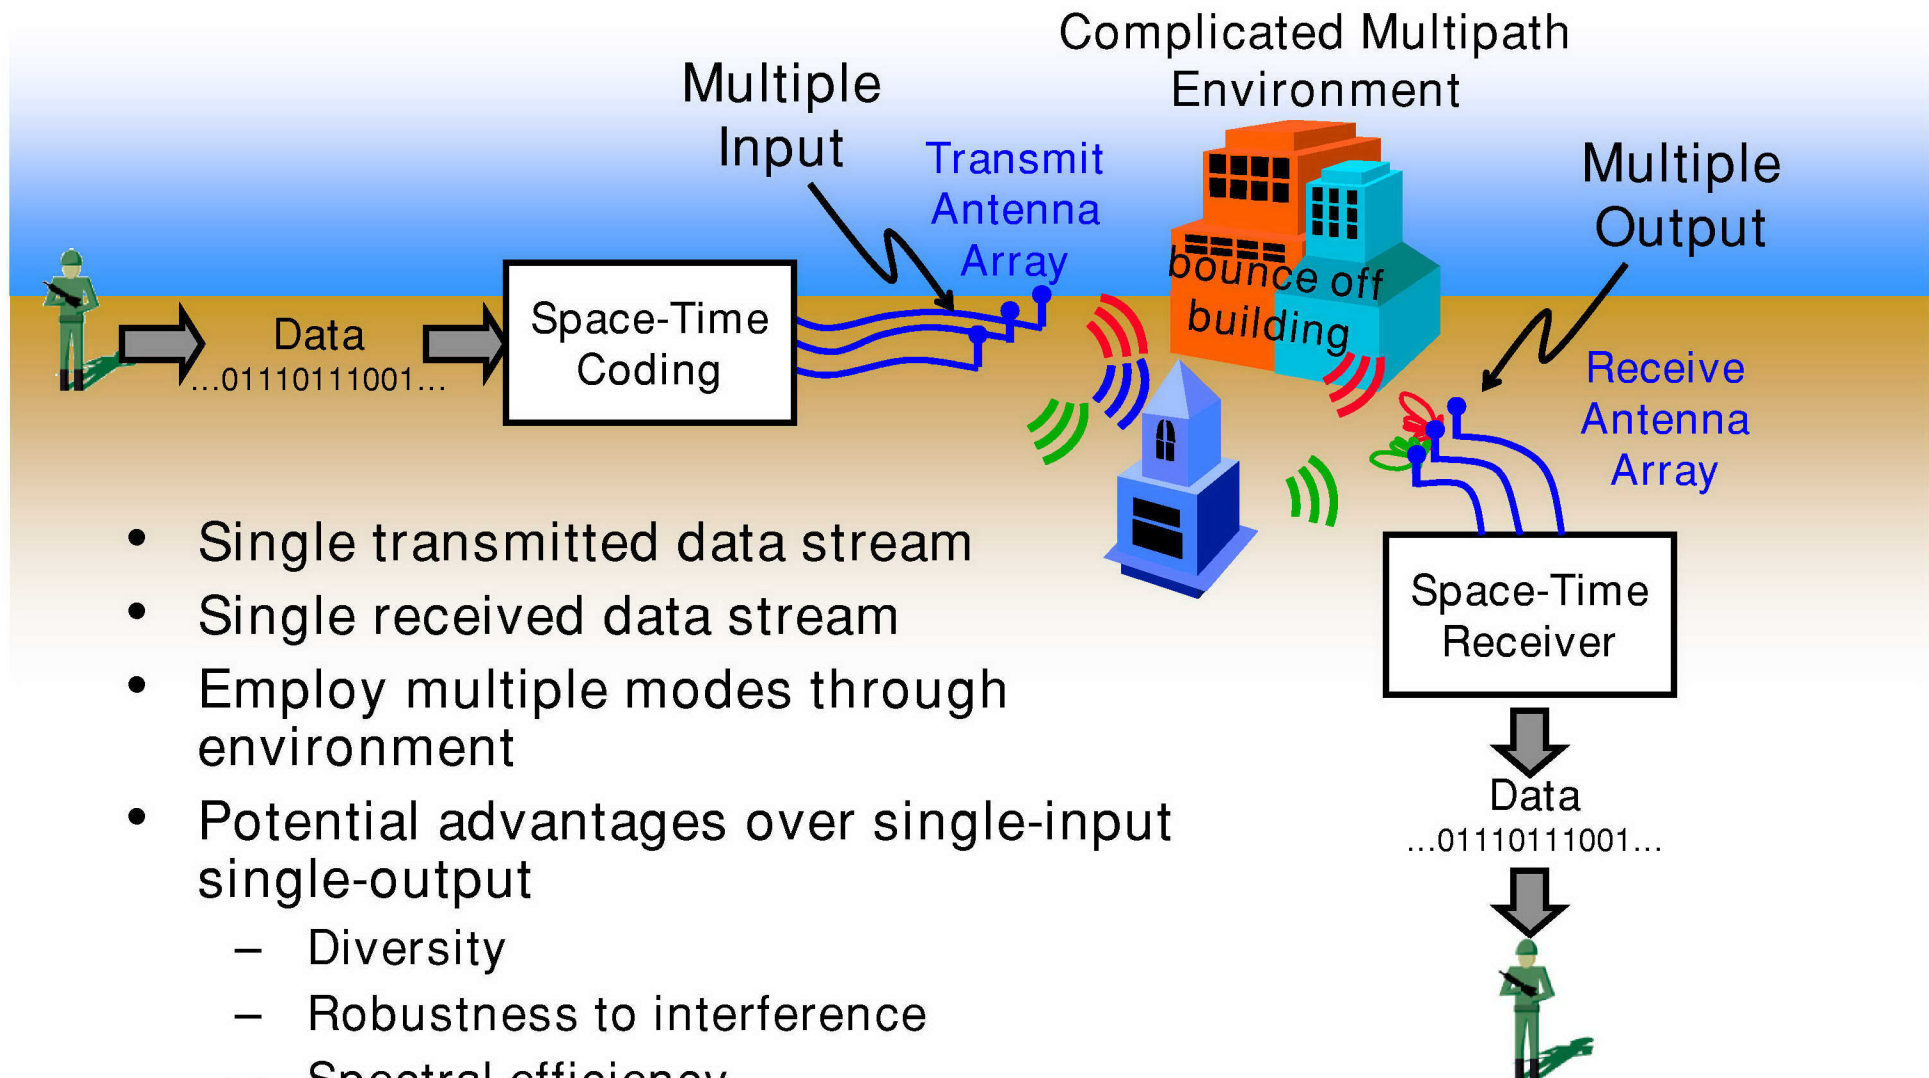 Complicated Multipath
Environment
Multiple
Input
Transmit
Antenna
Array
Multiple
Output
bounce off
building
Space-Time
Coding
Data
...01110111001...
Receive
Antenna
Array
• Single transmitted data stream
• Single received data stream
• Employ multiple modes through
environment
• Potential advantages over single-input
single-output
– Diversity
– Robustness to interference
– Spectral efficiency
Space-Time
Receiver
Data
...01110111001...